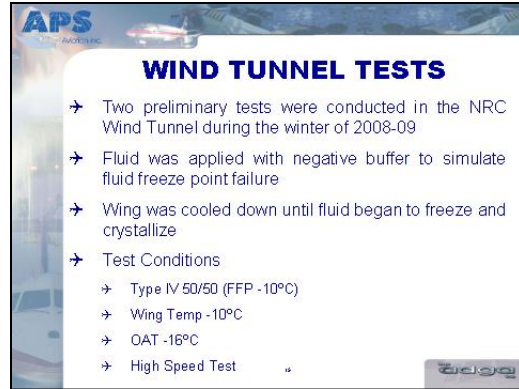 APS
Aviation Inc.
WIND TUNNEL TESTS
Two preliminary tests were conducted in the NRC
Wind Tunnel during the winter of 2008-09
Fluid was applied with negative buffer to simulate
fluid freeze point failure
Wing was cooled down until fluid began to freeze and
crystallize
Test Conditions
Type IV 50/50 (FFP -10ºC)
Wing Temp -10ºC
OAT -16ºC
High Speed Test
adga